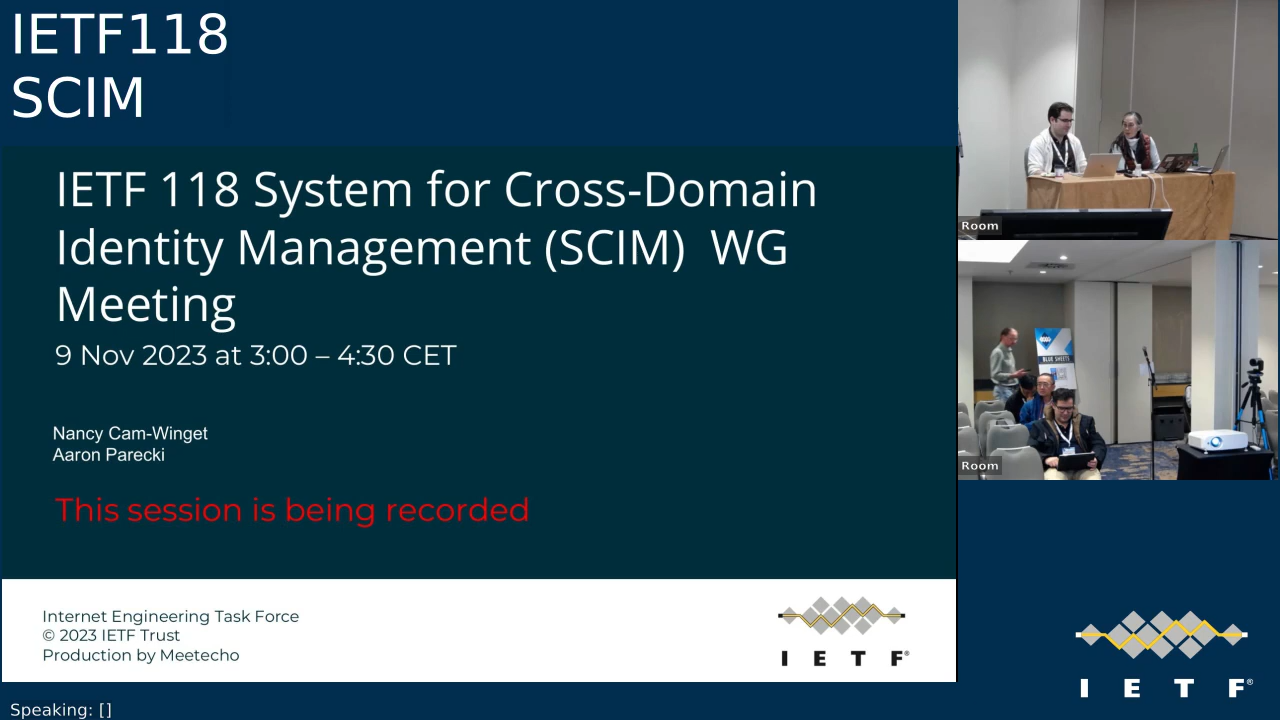 IETF118
SCIM
IETF 118 System for Cross-Domain
Identity Management (SCIM)  WG
Meeting
9 Nov 2023 at 3:00 – 4:30 CET
Nancy Cam-Winget
Aaron Parecki
This session is being recorded
Internet Engineering Task Force
© 2023 IETF Trust
Production by Meetecho
I E T F®
Room
BLUE SHEETS
Room
I E T F®
Speaking: []